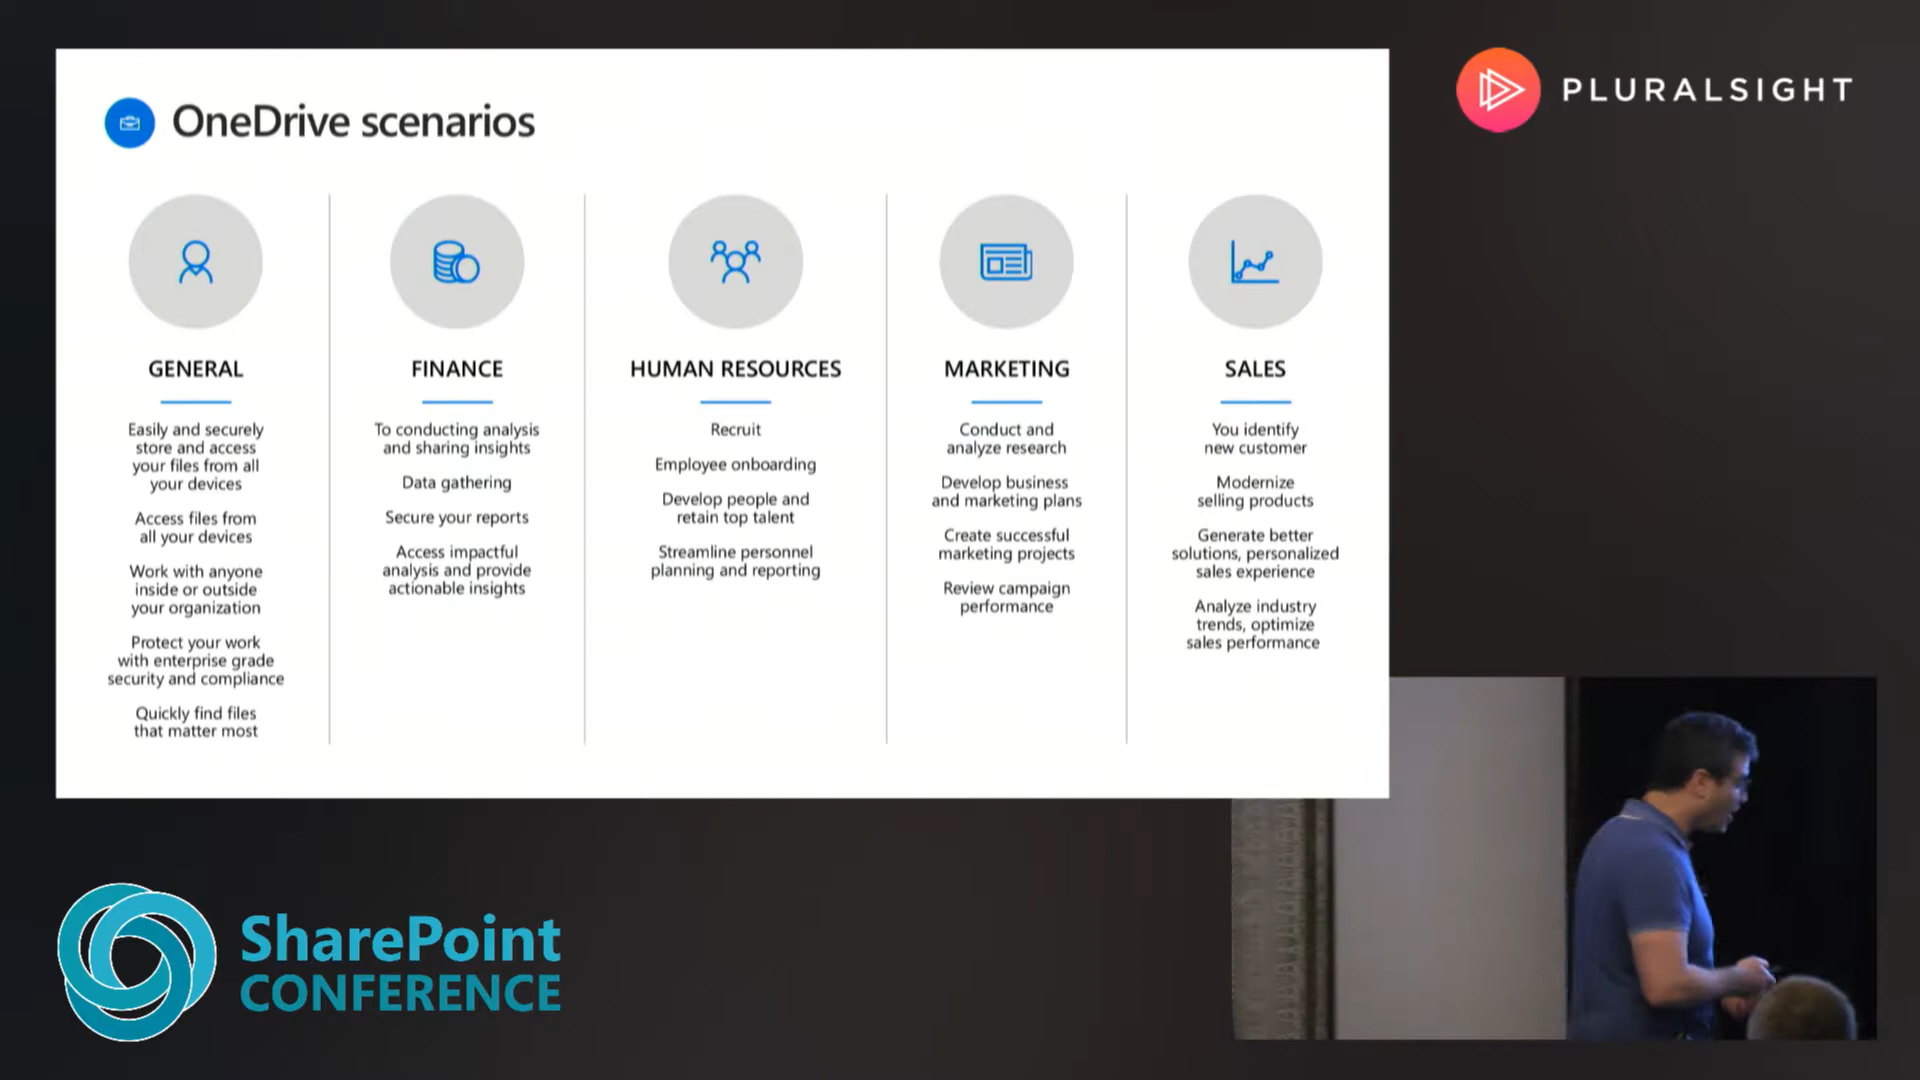 OneDrive scenarios
PLURALSIGHT
GENERAL
Easily and securely
store and access
your files from all
your devices
Access files from
all your devices
Work with anyone
inside or outside
your organization
Protect your work
with enterprise grade
security and compliance
Quickly find files
that matter most
FINANCE
To conducting analysis
and sharing insights
Data gathering
Secure your reports
Access impactful
analysis and provide
actionable insights
HUMAN RESOURCES
Recruit
Employee onboarding
Develop people and
retain top talent
Streamline personnel
planning and reporting
MARKETING
Conduct and
analyze research
Develop business
and marketing plans
Create successful
marketing projects
Review campaign
performance
SALES
You identify
new customer
Modernize
selling products
Generate better
solutions, personalized
sales experience
Analyze industry
trends, optimize
sales performance
SharePoint
CONFERENCE